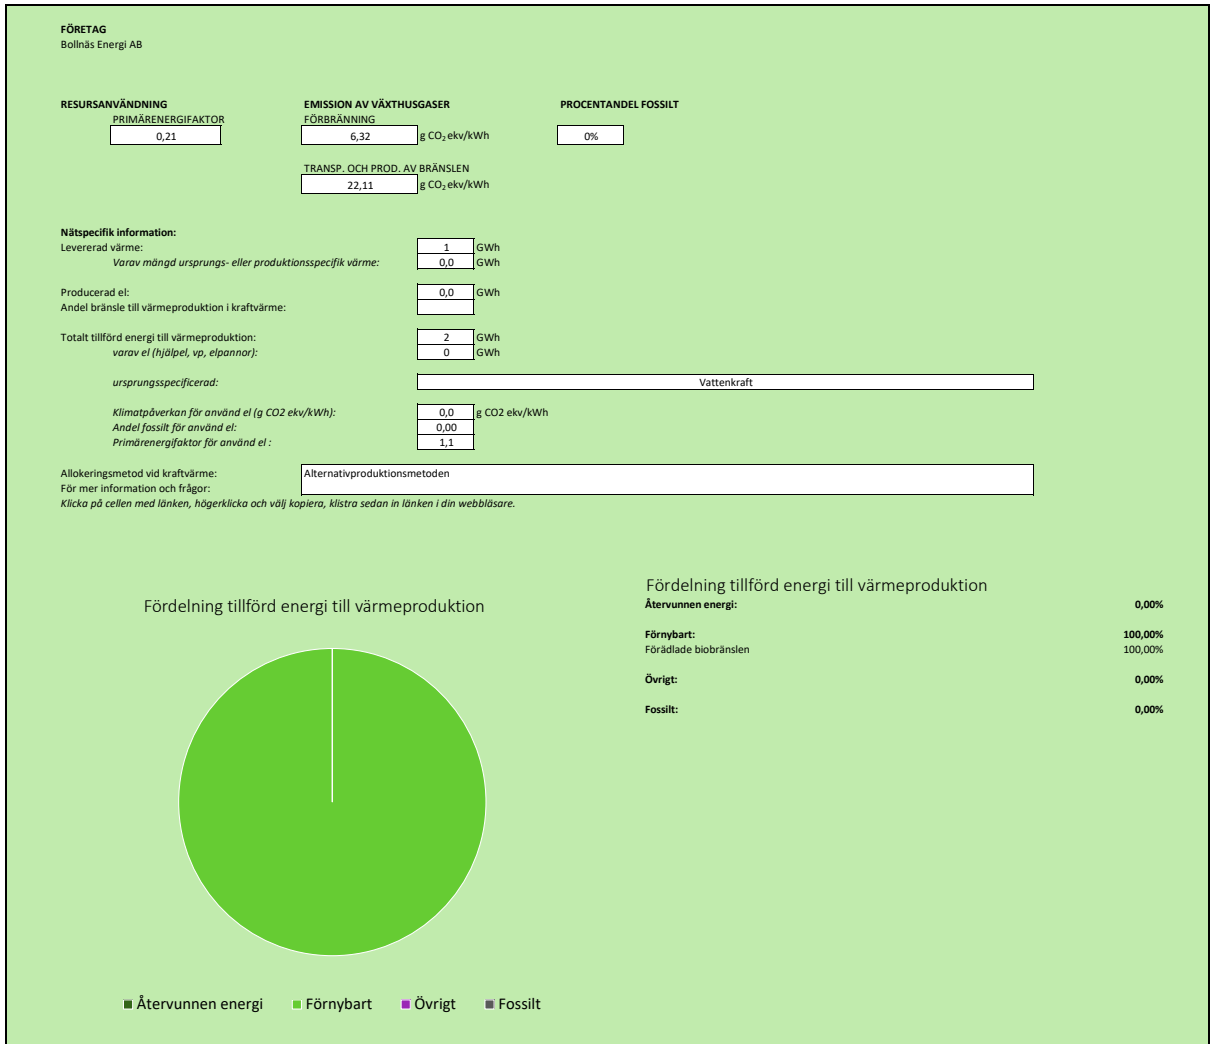 FÖRETAG
Bollnäs Energi AB
RESURSANVÄNDNING EMISSION AV VÄXTHUSGASER PROCENTANDEL FOSSILT
PRIMÄRENERGIFAKTOR FÖRBRÄNNING
0,21 6,32 g CO₂ ekv/kWh 0%
TRANSP. OCH PROD. AV BRÄNSLEN
22,11 g CO₂ ekv/kWh
Nätspecifik information:
Levererad värme: 1 GWh
Varav mängd ursprungs- eller produktionsspecifik värme: 0,0 GWh
Producerad el: 0,0 GWh
Andel bränsle till värmeproduktion i kraftvärme:
Totalt tillförd energi till värmeproduktion: 2 GWh
varav el (hjälpel, vp, elpannor): 0 GWh
ursprungsspecificerad: Vattenkraft
Klimatpåverkan för använd el (g CO2 ekv/kWh): 0,0 g CO2 ekv/kWh
Andel fossilt för använd el: 0,00
Primärenergifaktor för använd el : 1,1
Allokeringsmetod vid kraftvärme: Alternativproduktionsmetoden
För mer information och frågor:
Klicka på cellen med länken, högerklicka och välj kopiera, klistra sedan in länken i din webbläsare.
Fördelning tillförd energi till värmeproduktion
Återvunnen energi
Förnybart
Övrigt
Fossilt
Fördelning tillförd energi till värmeproduktion
Återvunnen energi: 0,00%
Förnybart: 100,00%
Förädlade biobränslen 100,00%
Övrigt: 0,00%
Fossilt: 0,00%